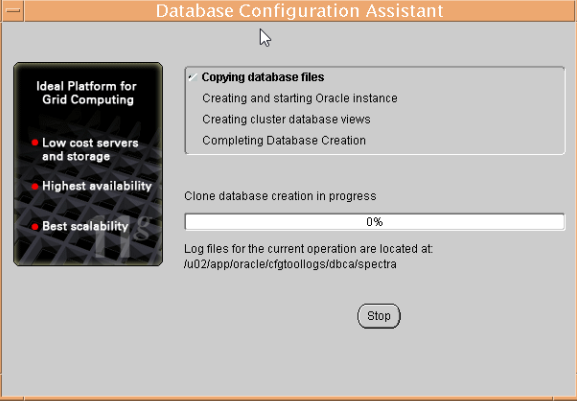 Database Configuration Assistant
Ideal Platform for
Grid Computing
Low cost servers
and storage
Highest availability
Best scalability
11g
Copying database files
Creating and starting Oracle instance
Creating cluster database views
Completing Database Creation
Clone database creation in progress
0%
Log files for the current operation are located at:
/u02/app/oracle/cfgtoollogs/dbca/spectra
Stop